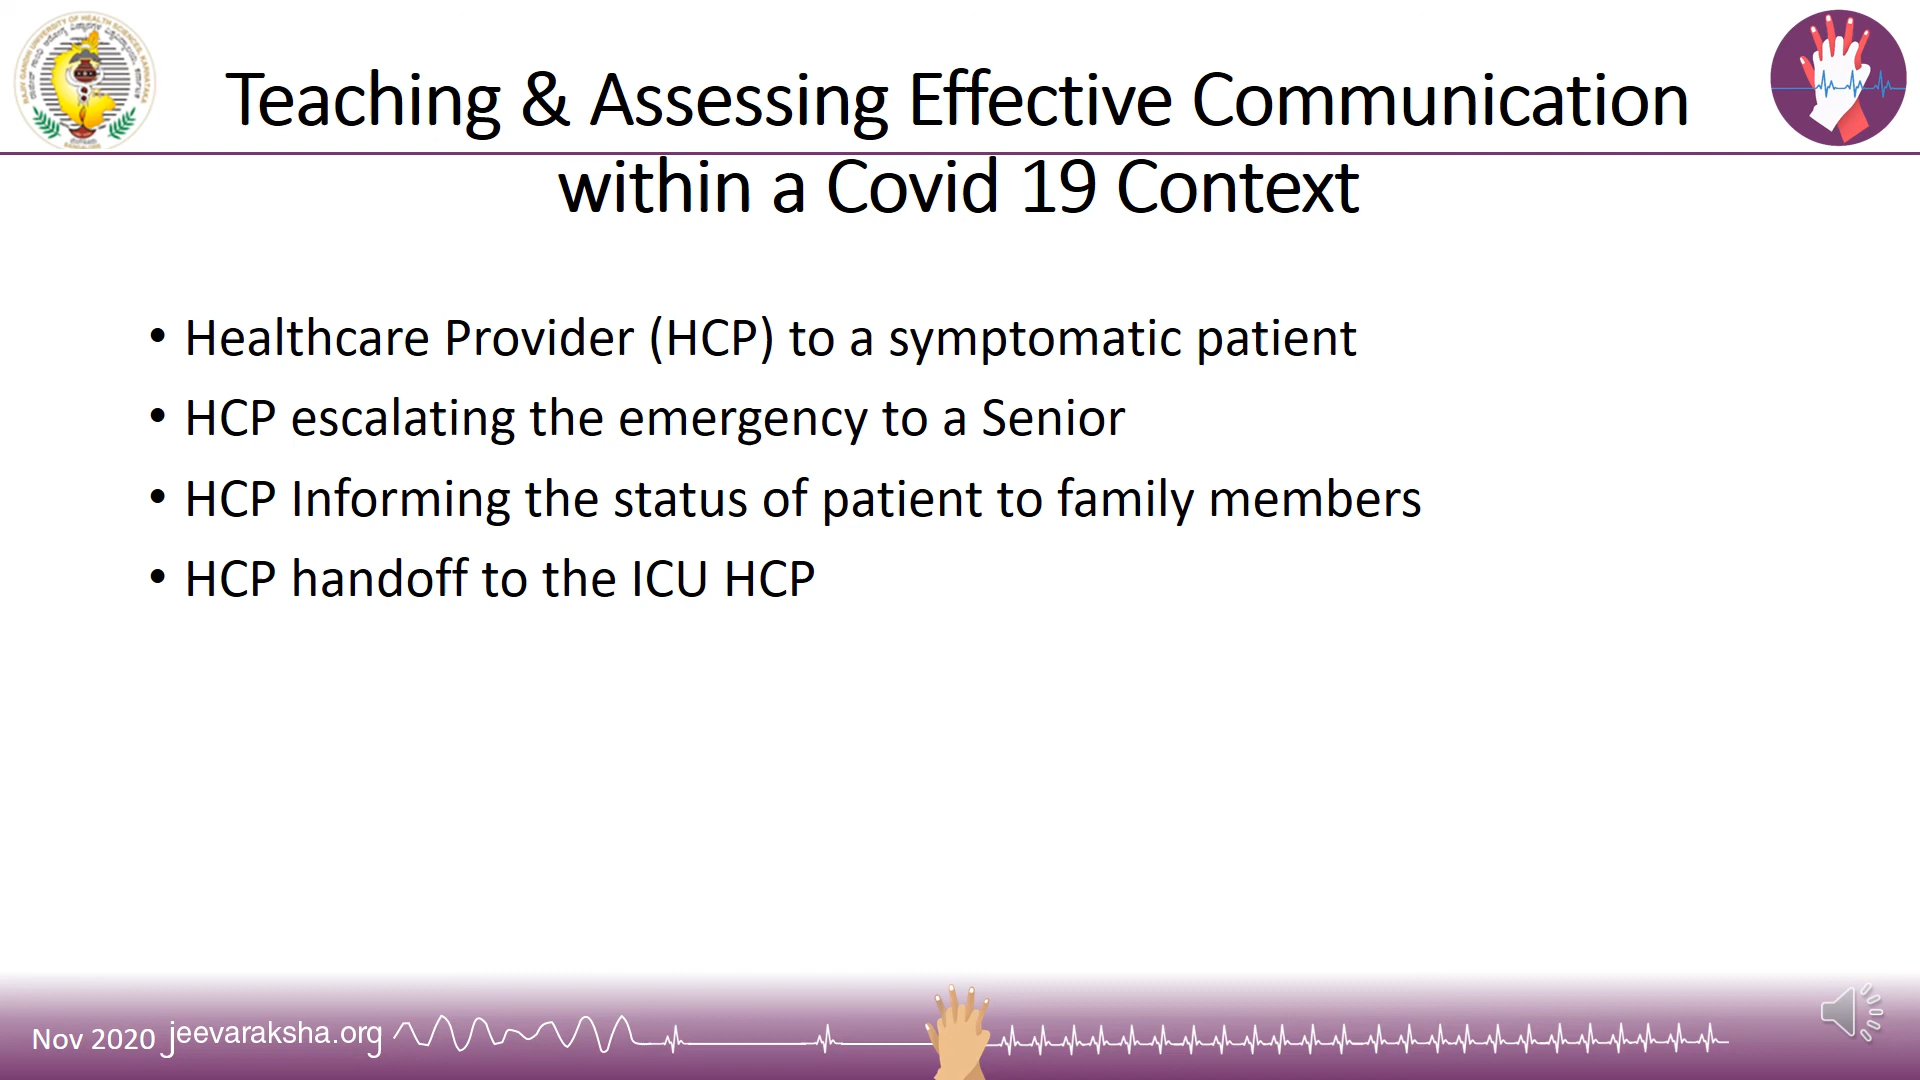 Teaching & Assessing Effective Communication
within a Covid 19 Context
• Healthcare Provider (HCP) to a symptomatic patient
• HCP escalating the emergency to a Senior
• HCP Informing the status of patient to family members
• HCP handoff to the ICU HCP
Nov 2020 jeevaraksha.org